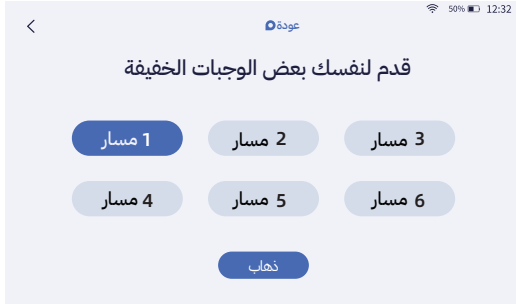 50% 12:32
عودة
قدم لنفسك بعض الوجبات الخفيفة
مسار 1 مسار 2 مسار 3
مسار 4 مسار 5 مسار 6
ذهاب